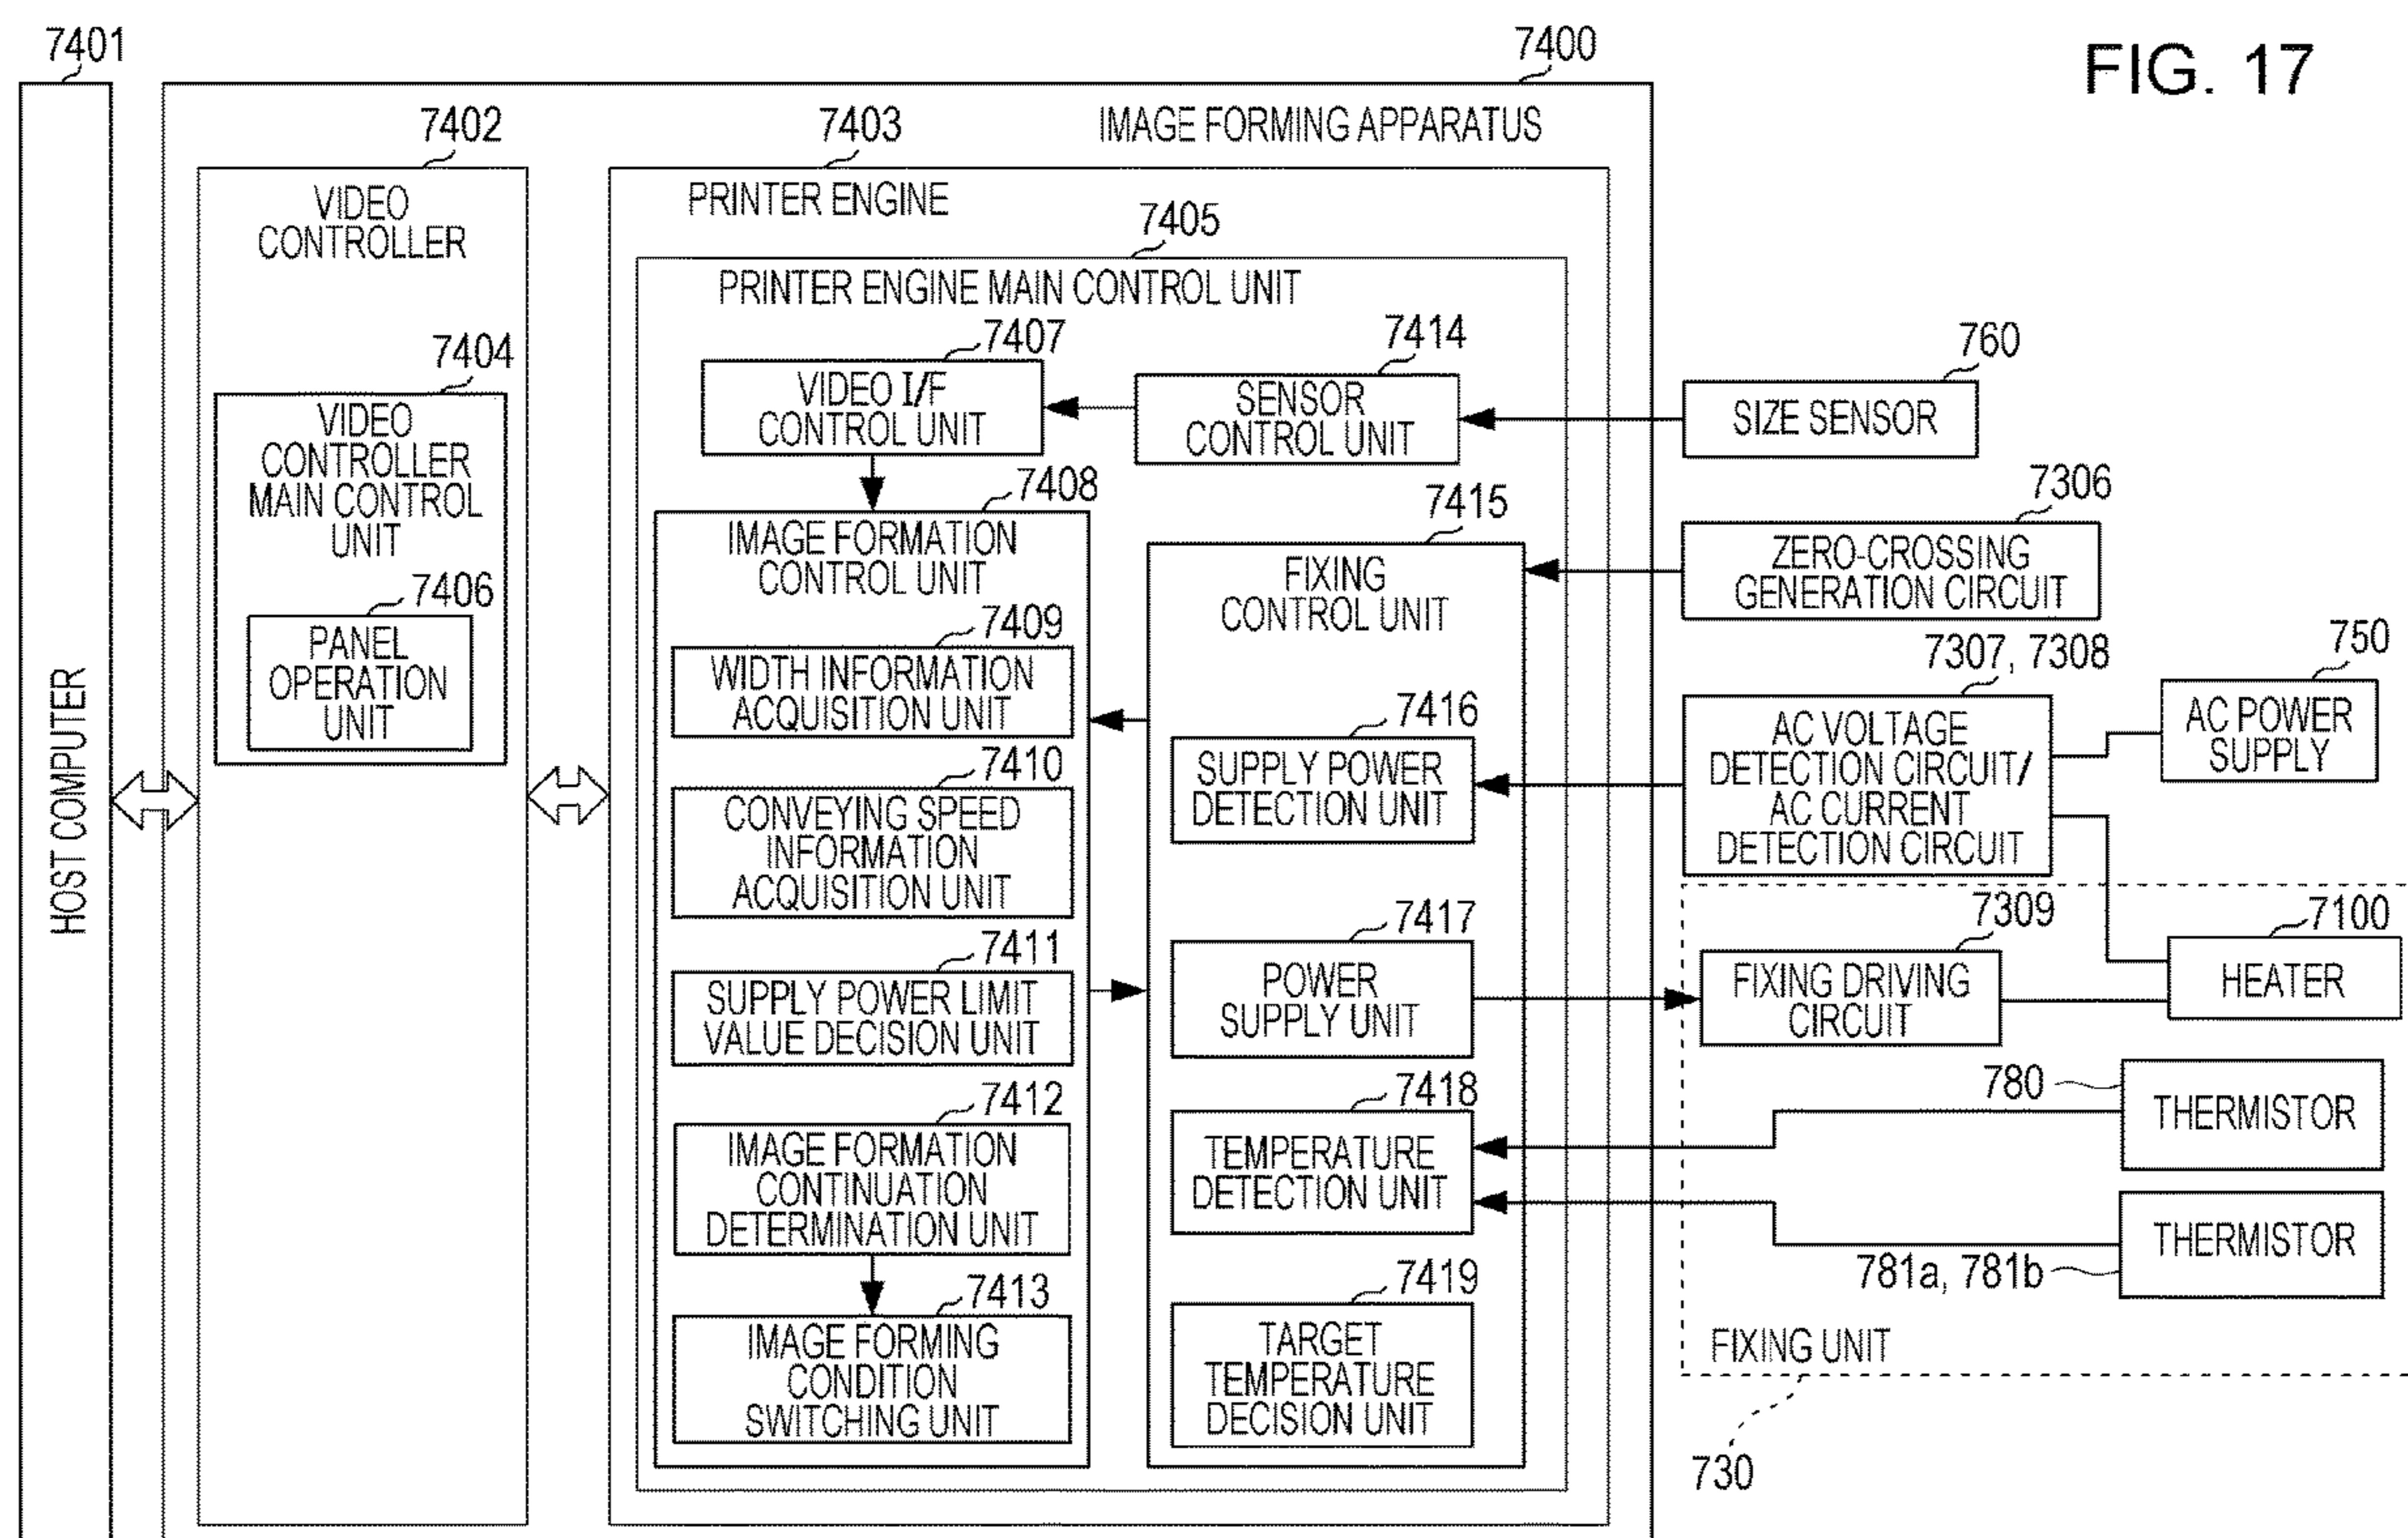 FIG. 17
7401
7400
IMAGE FORMING APPARATUS
7402
7403
VIDEO
CONTROLLER
PRINTER ENGINE
7405
PRINTER ENGINE MAIN CONTROL UNIT
7404
VIDEO
CONTROLLER
MAIN CONTROL
UNIT
7406
PANEL
OPERATION
UNIT
HOST COMPUTER
7407
VIDEO I/F
CONTROL UNIT
7414
SENSOR
CONTROL UNIT
760
SIZE SENSOR
7408
IMAGE FORMATION
CONTROL UNIT
7409
WIDTH INFORMATION
ACQUISITION UNIT
7410
CONVEYING SPEED
INFORMATION
ACQUISITION UNIT
7411
SUPPLY POWER LIMIT
VALUE DECISION UNIT
7412
IMAGE FORMATION
CONTINUATION
DETERMINATION UNIT
7413
IMAGE FORMING
CONDITION
SWITCHING UNIT
7415
FIXING
CONTROL UNIT
7416
SUPPLY POWER
DETECTION UNIT
7417
POWER
SUPPLY UNIT
7418
TEMPERATURE
DETECTION UNIT
7419
TARGET
TEMPERATURE
DECISION UNIT
7306
ZERO-CROSSING
GENERATION CIRCUIT
7307, 7308
AC VOLTAGE
DETECTION CIRCUIT/
AC CURRENT
DETECTION CIRCUIT
750
AC POWER
SUPPLY
7309
FIXING DRIVING
CIRCUIT
7100
HEATER
780
THERMISTOR
781a, 781b
THERMISTOR
FIXING UNIT
730